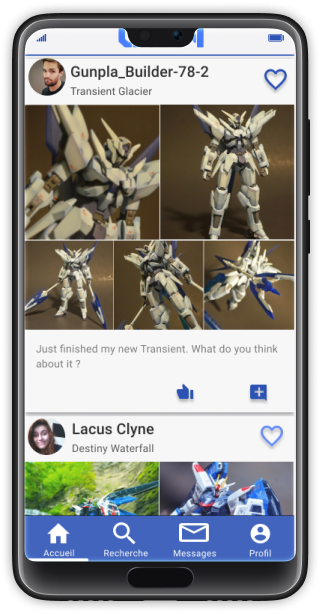 Gunpla_Builder-78-2
Transient Glacier
Just finished my new Transient. What do you think
about it ?
Lacus Clyne
Destiny Waterfall
Accueil
Recherche
Messages
Profil